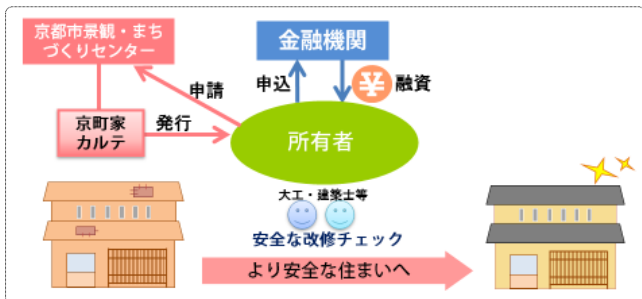 京都市景観・まち
づくりセンター
金融機関
申請
申込
¥
融資
京町家
カルテ
発行
所有者
大工・建築士等
安全な改修チェック
より安全な住まいへ